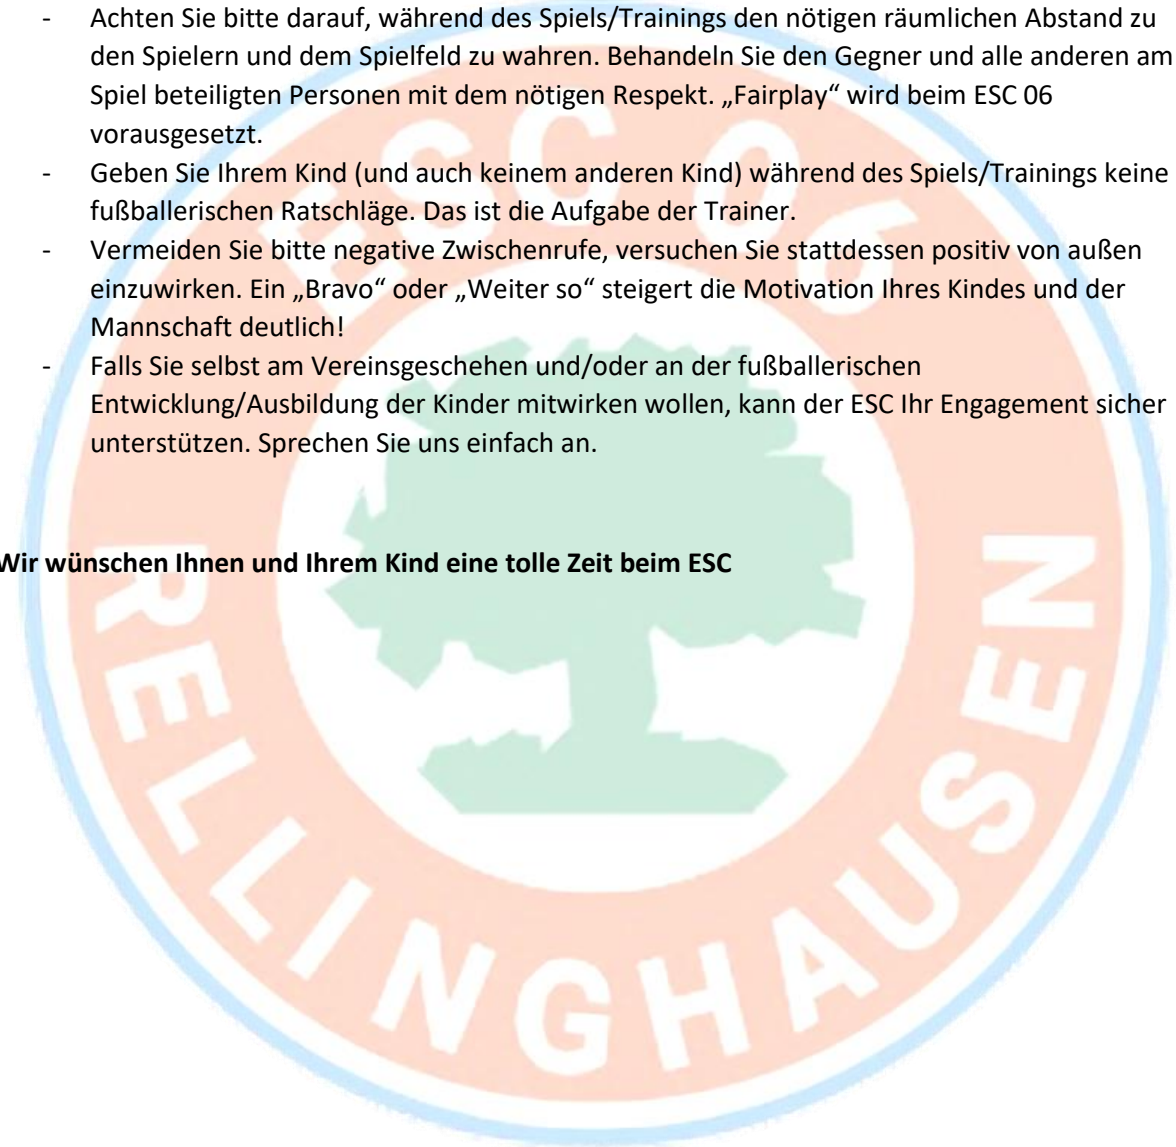 - Achten Sie bitte darauf, während des Spiels/Trainings den nötigen räumlichen Abstand zu
den Spielern und dem Spielfeld zu wahren. Behandeln Sie den Gegner und alle anderen am
Spiel beteiligten Personen mit dem nötigen Respekt. „Fairplay“ wird beim ESC 06
vorausgesetzt.
- Geben Sie Ihrem Kind (und auch keinem anderen Kind) während des Spiels/Trainings keine
fußballerischen Ratschläge. Das ist die Aufgabe der Trainer.
- Vermeiden Sie bitte negative Zwischenrufe, versuchen Sie stattdessen positiv von außen
einzuwirken. Ein „Bravo“ oder „Weiter so“ steigert die Motivation Ihres Kindes und der
Mannschaft deutlich!
- Falls Sie selbst am Vereinsgeschehen und/oder an der fußballerischen
Entwicklung/Ausbildung der Kinder mitwirken wollen, kann der ESC Ihr Engagement sicher
unterstützen. Sprechen Sie uns einfach an.
Wir wünschen Ihnen und Ihrem Kind eine tolle Zeit beim ESC
ESC 06
RELLINGHAUSEN